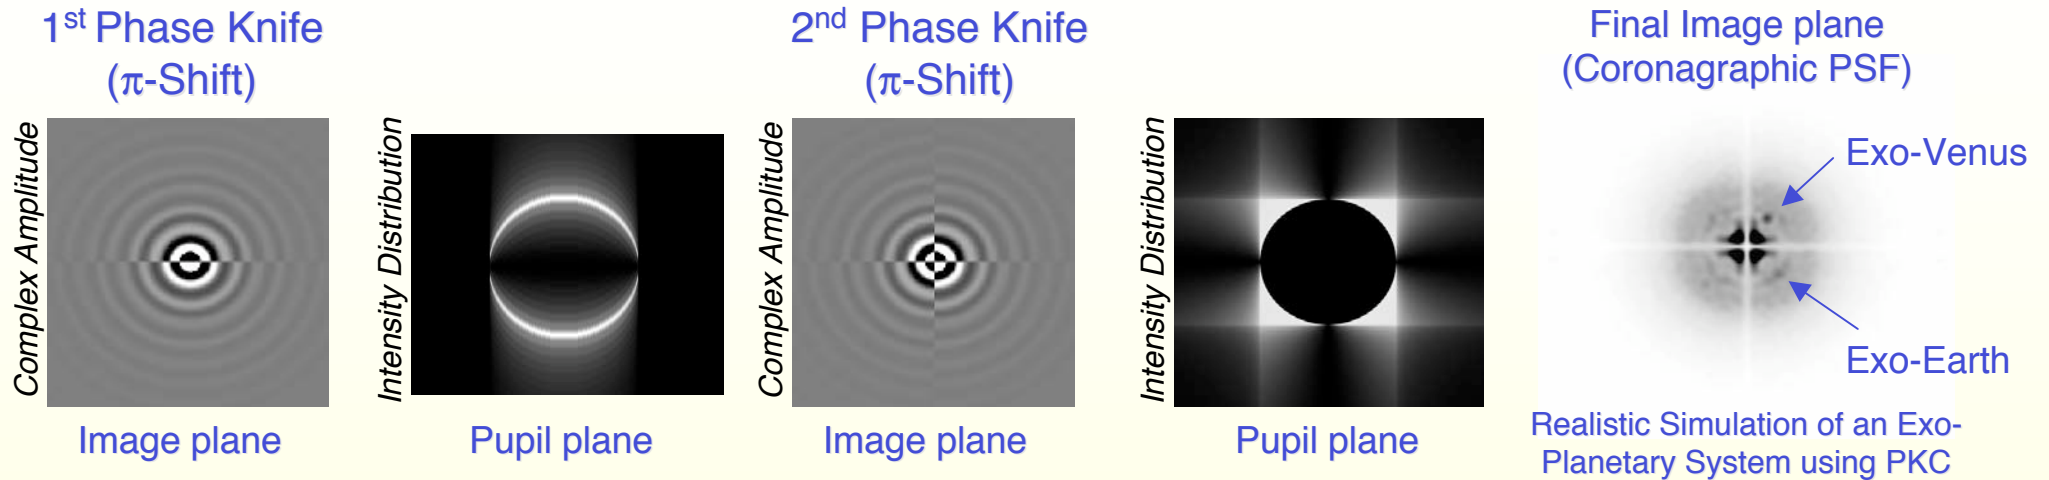 1st Phase Knife
(π-Shift)
Complex Amplitude
Image plane
Intensity Distribution
Pupil plane
2nd Phase Knife
(π-Shift)
Complex Amplitude
Image plane
Intensity Distribution
Pupil plane
Final Image plane
(Coronagraphic PSF)
Exo-Venus
Exo-Earth
Realistic Simulation of an Exo-
Planetary System using PKC